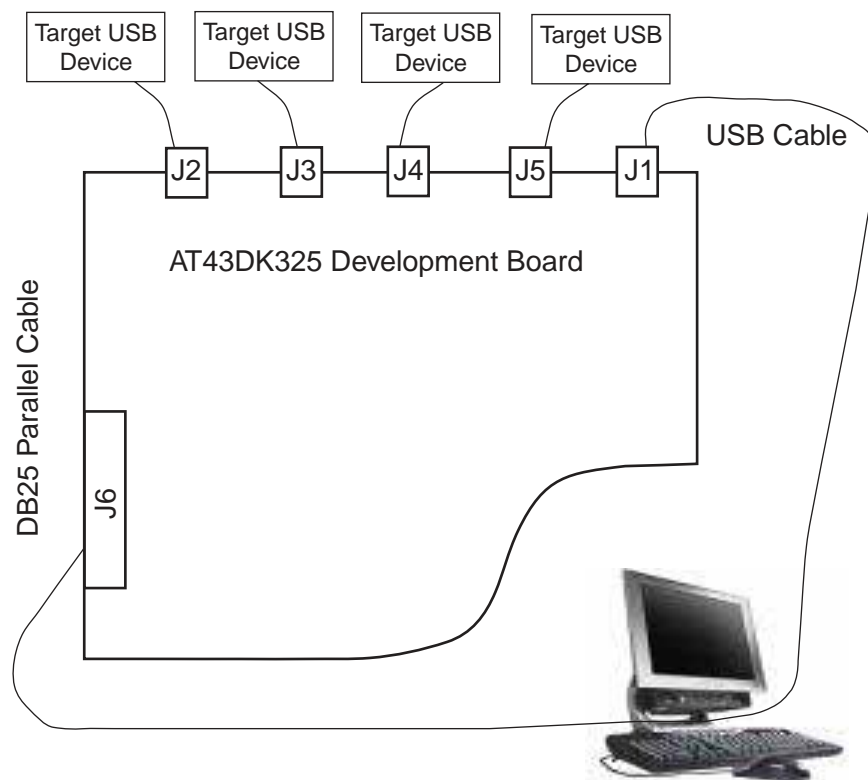 Target USB
Device
Target USB
Device
Target USB
Device
Target USB
Device
USB Cable
J2
J3
J4
J5
J1
AT43DK325 Development Board
DB25 Parallel Cable
J6